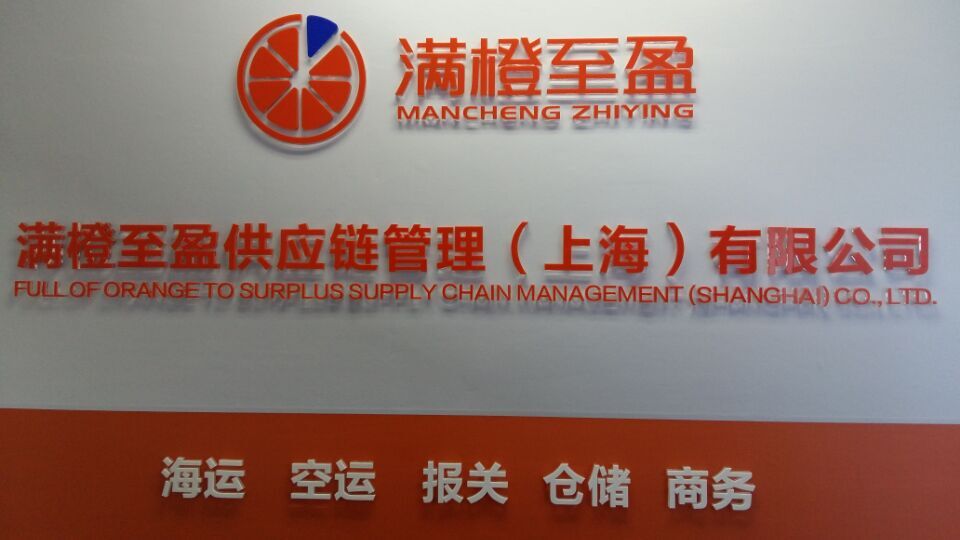 满橙至盈
MANCHENG ZHIYING
满橙至盈供应链管理（上海）有限公司
FULL OF ORANGE TO SURPLUS SUPPLY CHAIN MANAGEMENT (SHANGHAI) CO., LTD.
海运 空运 报关 仓储 商务